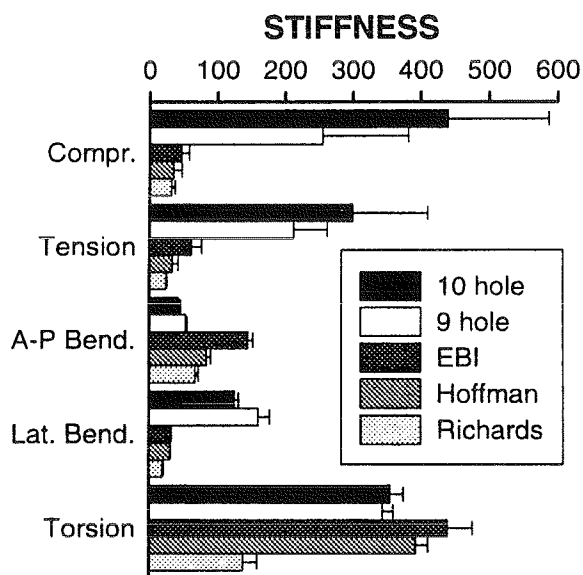 STIFFNESS
0 100 200 300 400 500 600
Compr.
Tension
A-P Bend.
Lat. Bend.
Torsion
10 hole
9 hole
EBI
Hoffman
Richards